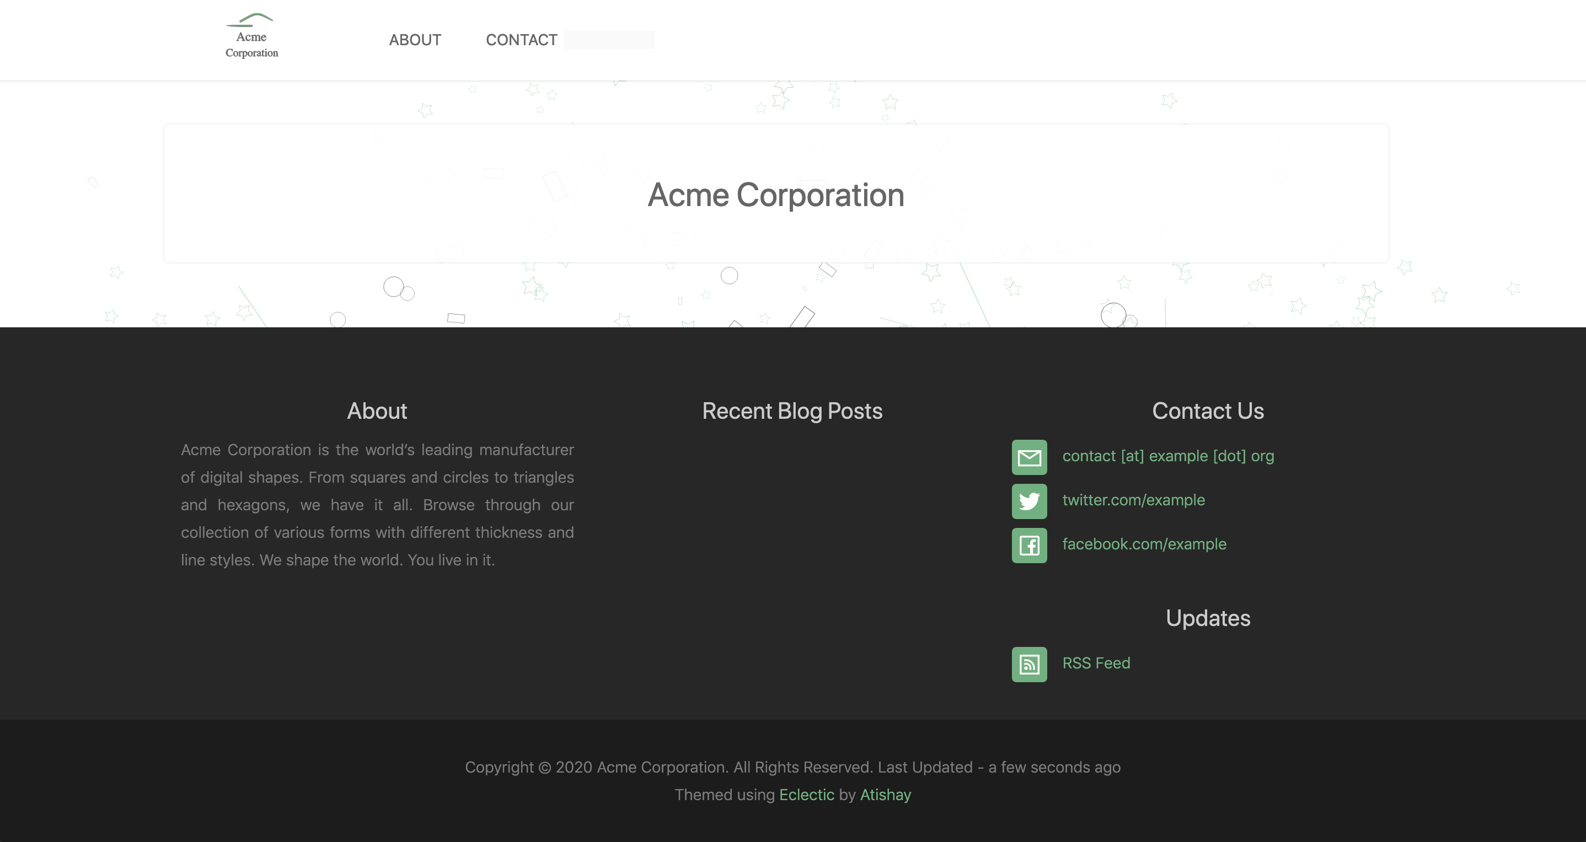 Acme
Corporation
ABOUT
CONTACT
Acme Corporation
About
Acme Corporation is the world’s leading manufacturer
of digital shapes. From squares and circles to triangles
and hexagons, we have it all. Browse through our
collection of various forms with different thickness and
line styles. We shape the world. You live in it.
Recent Blog Posts
Contact Us
contact [at] example [dot] org
twitter.com/example
facebook.com/example
Updates
RSS Feed
Copyright © 2020 Acme Corporation. All Rights Reserved. Last Updated - a few seconds ago
Themed using Eclectic by Atishay